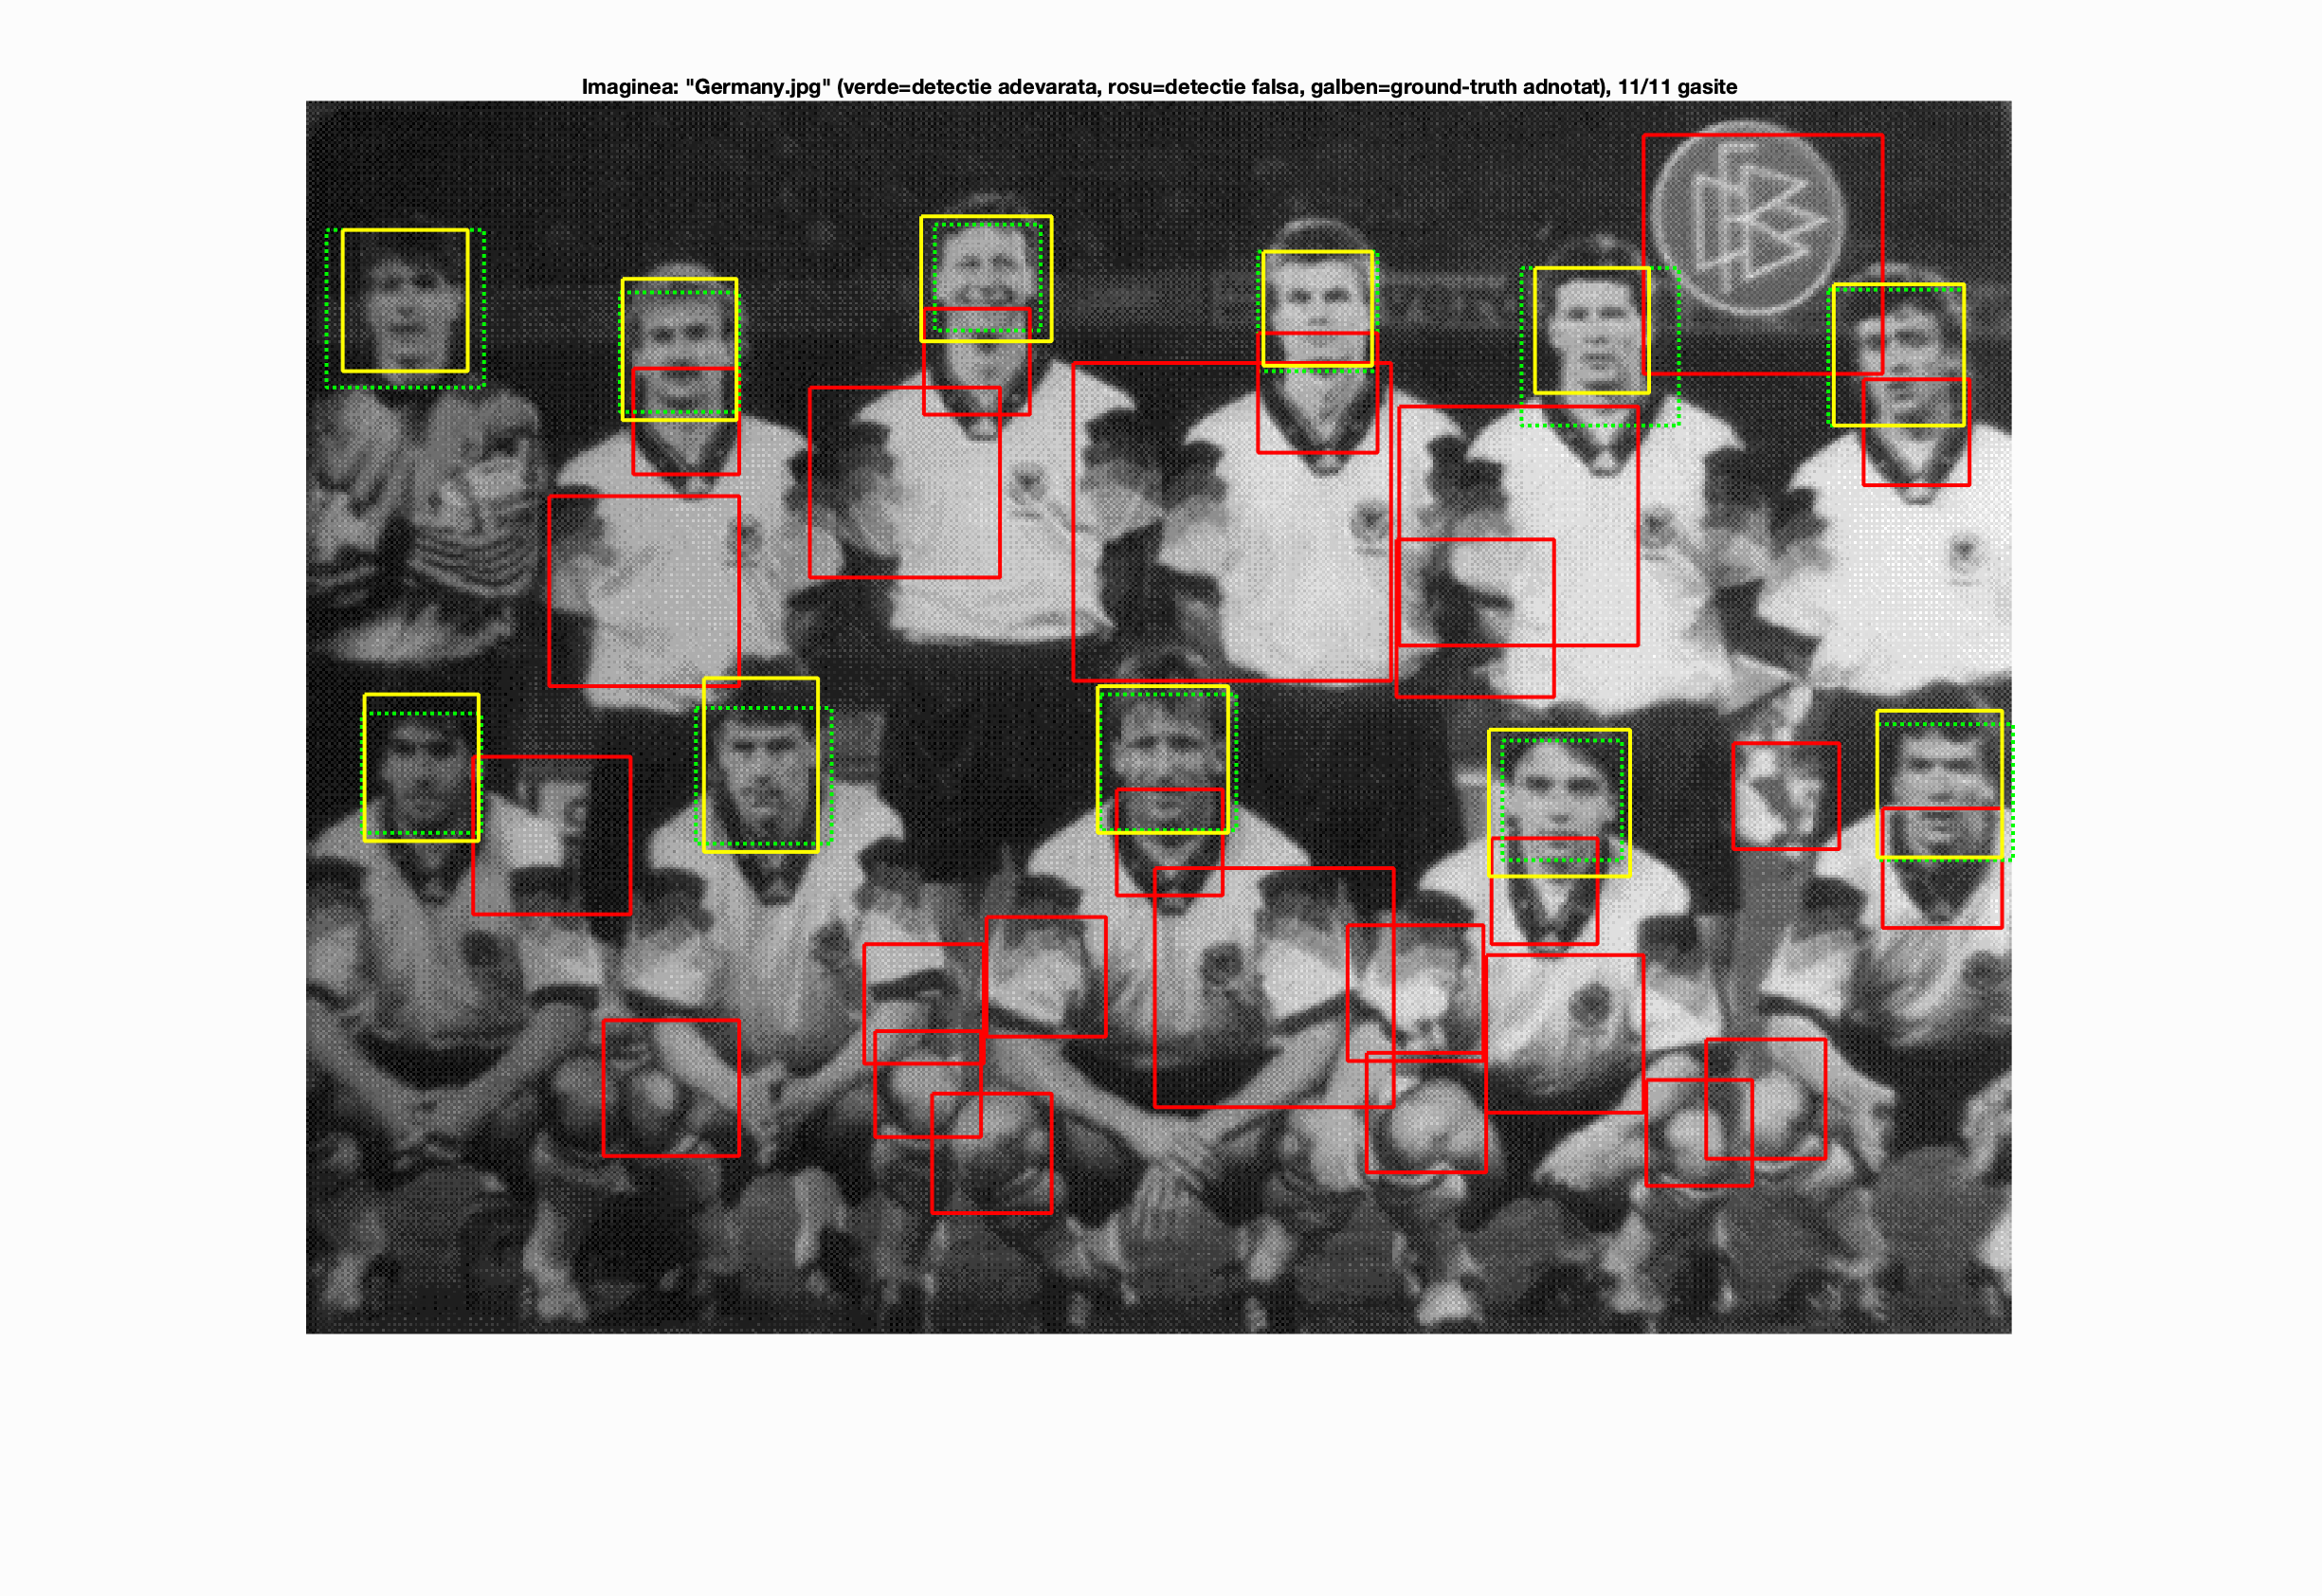 Imaginea: "Germany.jpg" (verde=detectie adevarata, rosu=detectie falsa, galben=ground-truth adnotat), 11/11 gasite